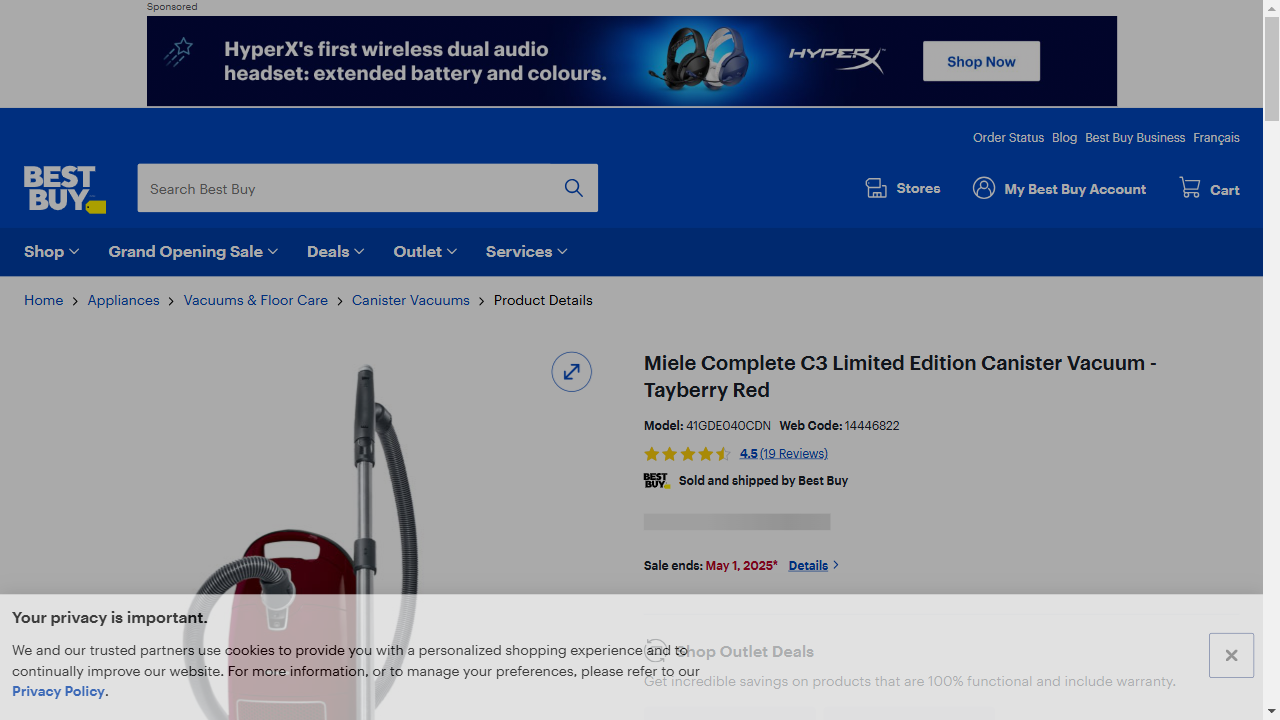 Sponsored
HyperX's first wireless dual audio
headset: extended battery and colours.
HYPERX
Shop Now
Order Status Blog Best Buy Business Français
BEST BUY
Search Best Buy
Stores
My Best Buy Account
Cart
Shop Grand Opening Sale Deals Outlet Services
Home Appliances Vacuums & Floor Care Canister Vacuums Product Details
Miele Complete C3 Limited Edition Canister Vacuum -
Tayberry Red
Model: 41GDE040CDN Web Code: 14446822
4.5 (19 Reviews)
BEST BUY Sold and shipped by Best Buy
Sale ends: May 1, 2025* Details
Your privacy is important.
We and our trusted partners use cookies to provide you with a personalized shopping experience and to
continually improve our website. For more information, or to manage your preferences, please refer to our
Privacy Policy.
Shop Outlet Deals
Get incredible savings on products that are 100% functional and include warranty.